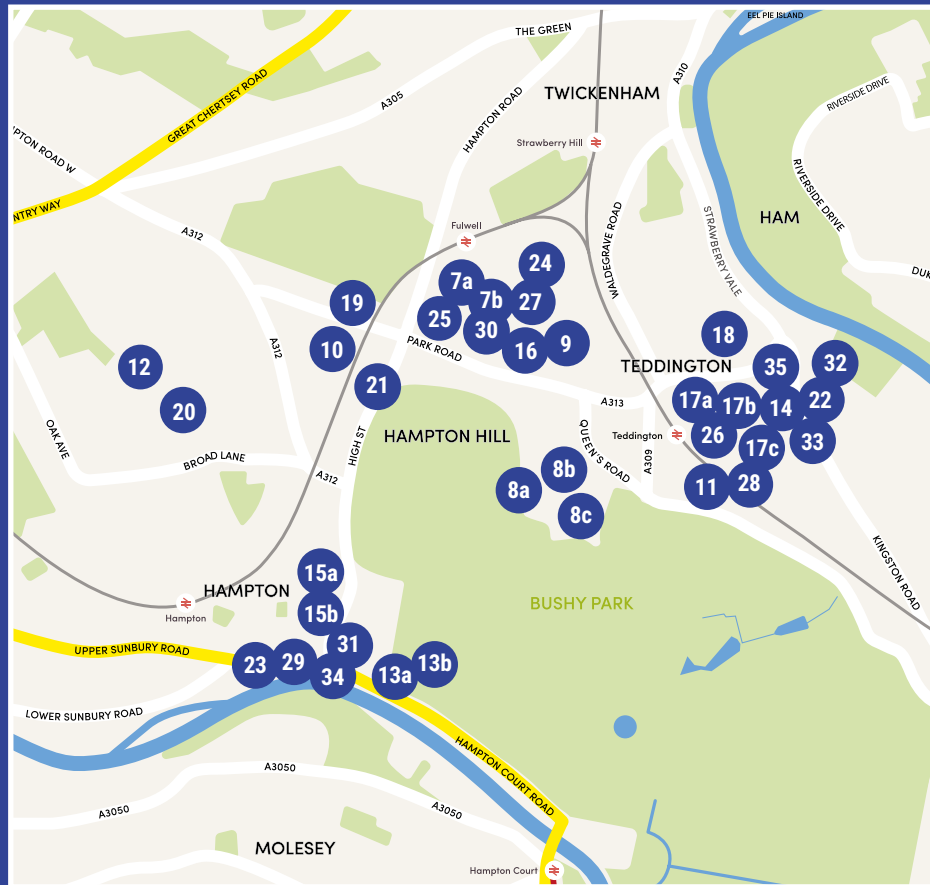 EEL PIE ISLAND
THE GREEN
A310
GREAT CHERTSEY ROAD
A305
HAMPTON ROAD
TWICKENHAM
RIVERSIDE DRIVE
Strawberry Hill
PTON ROAD W
RIVERSIDE DRIVE
NTRY WAY
A312
Fulwell
WALDEGRAVE ROAD
STRAWBERRY VALE
HAM
DUK
24
7a
7b
27
19
25
30
10
16
9
18
A312
PARK ROAD
TEDDINGTON
35
32
12
21
20
17a
17b
14
22
A313
HAMPTON HILL
Teddington
26
17c
33
OAK AVE
BROAD LANE
HIGH ST
A312
QUEEN'S ROAD
A309
8a
8b
8c
11
28
KINGSTON ROAD
15a
HAMPTON
Hampton
15b
BUSHY PARK
UPPER SUNBURY ROAD
31
23
29
34
13a
13b
LOWER SUNBURY ROAD
HAMPTON COURT ROAD
A3050
A3050
A3050
MOLESEY
Hampton Court